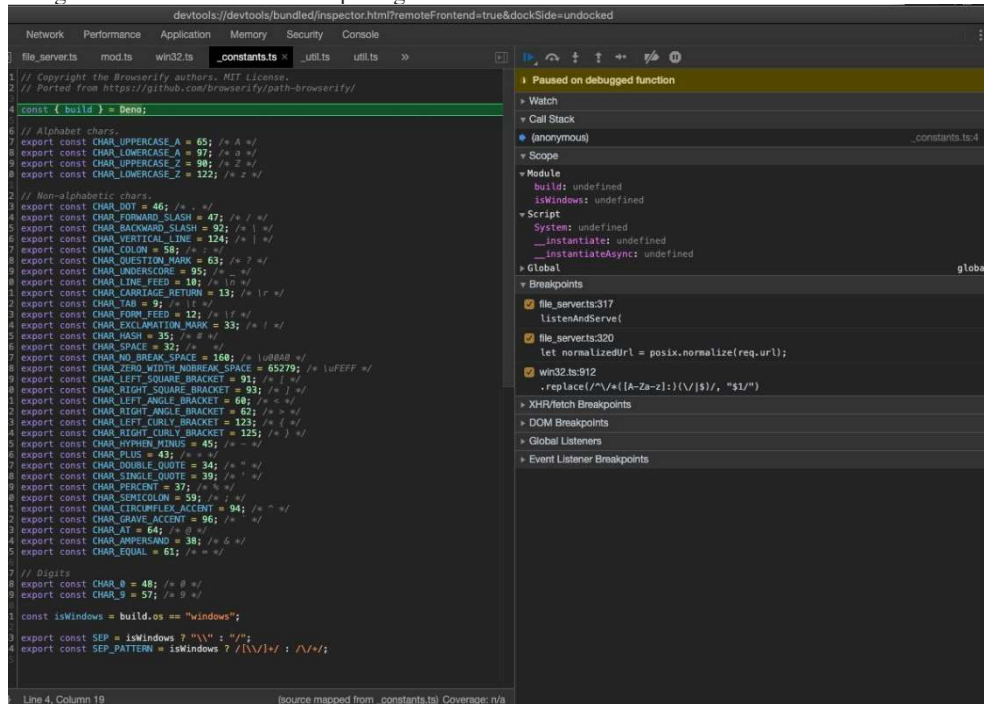 devtools://devtools/bundled/inspector.html?remoteFrontend=true&dockSide=undocked
Network Performance Application Memory Security Console
file_server.ts mod.ts win32.ts _constants.ts × _util.ts util.ts »
// Copyright the Browserify authors. MIT License.
// Ported from https://github.com/browserify/path-browserify/
const { build } = Deno;
// Alphabet chars.
export const CHAR_UPPERCASE_A = 65; /* A */
export const CHAR_LOWERCASE_A = 97; /* a */
export const CHAR_UPPERCASE_Z = 90; /* Z */
export const CHAR_LOWERCASE_Z = 122; /* z */
// Non-alphabetic chars.
export const CHAR_DOT = 46; /* . */
export const CHAR_FORWARD_SLASH = 47; /* / */
export const CHAR_BACKWARD_SLASH = 92; /* \ */
export const CHAR_VERTICAL_LINE = 124; /* | */
export const CHAR_COLON = 58; /* : */
export const CHAR_QUESTION_MARK = 63; /* ? */
export const CHAR_UNDERSCORE = 95; /* _ */
export const CHAR_LINE_FEED = 10; /* \n */
export const CHAR_CARRIAGE_RETURN = 13; /* \r */
export const CHAR_TAB = 9; /* \t */
export const CHAR_FORM_FEED = 12; /* \f */
export const CHAR_EXCLAMATION_MARK = 33; /* ! */
export const CHAR_HASH = 35; /* # */
export const CHAR_SPACE = 32; /*   */
export const CHAR_NO_BREAK_SPACE = 160; /* \u00A0 */
export const CHAR_ZERO_WIDTH_NOBREAK_SPACE = 65279; /* \uFEFF */
export const CHAR_LEFT_SQUARE_BRACKET = 91; /* [ */
export const CHAR_RIGHT_SQUARE_BRACKET = 93; /* ] */
export const CHAR_LEFT_ANGLE_BRACKET = 60; /* < */
export const CHAR_RIGHT_ANGLE_BRACKET = 62; /* > */
export const CHAR_LEFT_CURLY_BRACKET = 123; /* { */
export const CHAR_RIGHT_CURLY_BRACKET = 125; /* } */
export const CHAR_HYPHEN_MINUS = 45; /* - */
export const CHAR_PLUS = 43; /* + */
export const CHAR_DOUBLE_QUOTE = 34; /* " */
export const CHAR_SINGLE_QUOTE = 39; /* ' */
export const CHAR_PERCENT = 37; /* % */
export const CHAR_SEMICOLON = 59; /* ; */
export const CHAR_CIRCUMFLEX_ACCENT = 94; /* ^ */
export const CHAR_GRAVE_ACCENT = 96; /* ` */
export const CHAR_AT = 64; /* @ */
export const CHAR_AMPERSAND = 38; /* & */
export const CHAR_EQUAL = 61; /* = */
// Digits
export const CHAR_0 = 48; /* 0 */
export const CHAR_9 = 57; /* 9 */
const isWindows = build.os == "windows";
export const SEP = isWindows ? "\\" : "/";
export const SEP_PATTERN = isWindows ? /[\\/]+/ : /\/+/;
Line 4, Column 19 (source mapped from _constants.ts) Coverage: n/a
Paused on debugged function
Watch
Call Stack
(anonymous) _constants.ts:4
Scope
Module
build: undefined
isWindows: undefined
Script
System: undefined
__instantiate: undefined
__instantiateAsync: undefined
Global globa
Breakpoints
file_server.ts:317
listenAndServe(
file_server.ts:320
let normalizedUrl = posix.normalize(req.url);
win32.ts:912
.replace(/^\/*([A-Za-z]:)(\/|$)/, "$1/")
XHR/fetch Breakpoints
DOM Breakpoints
Global Listeners
Event Listener Breakpoints